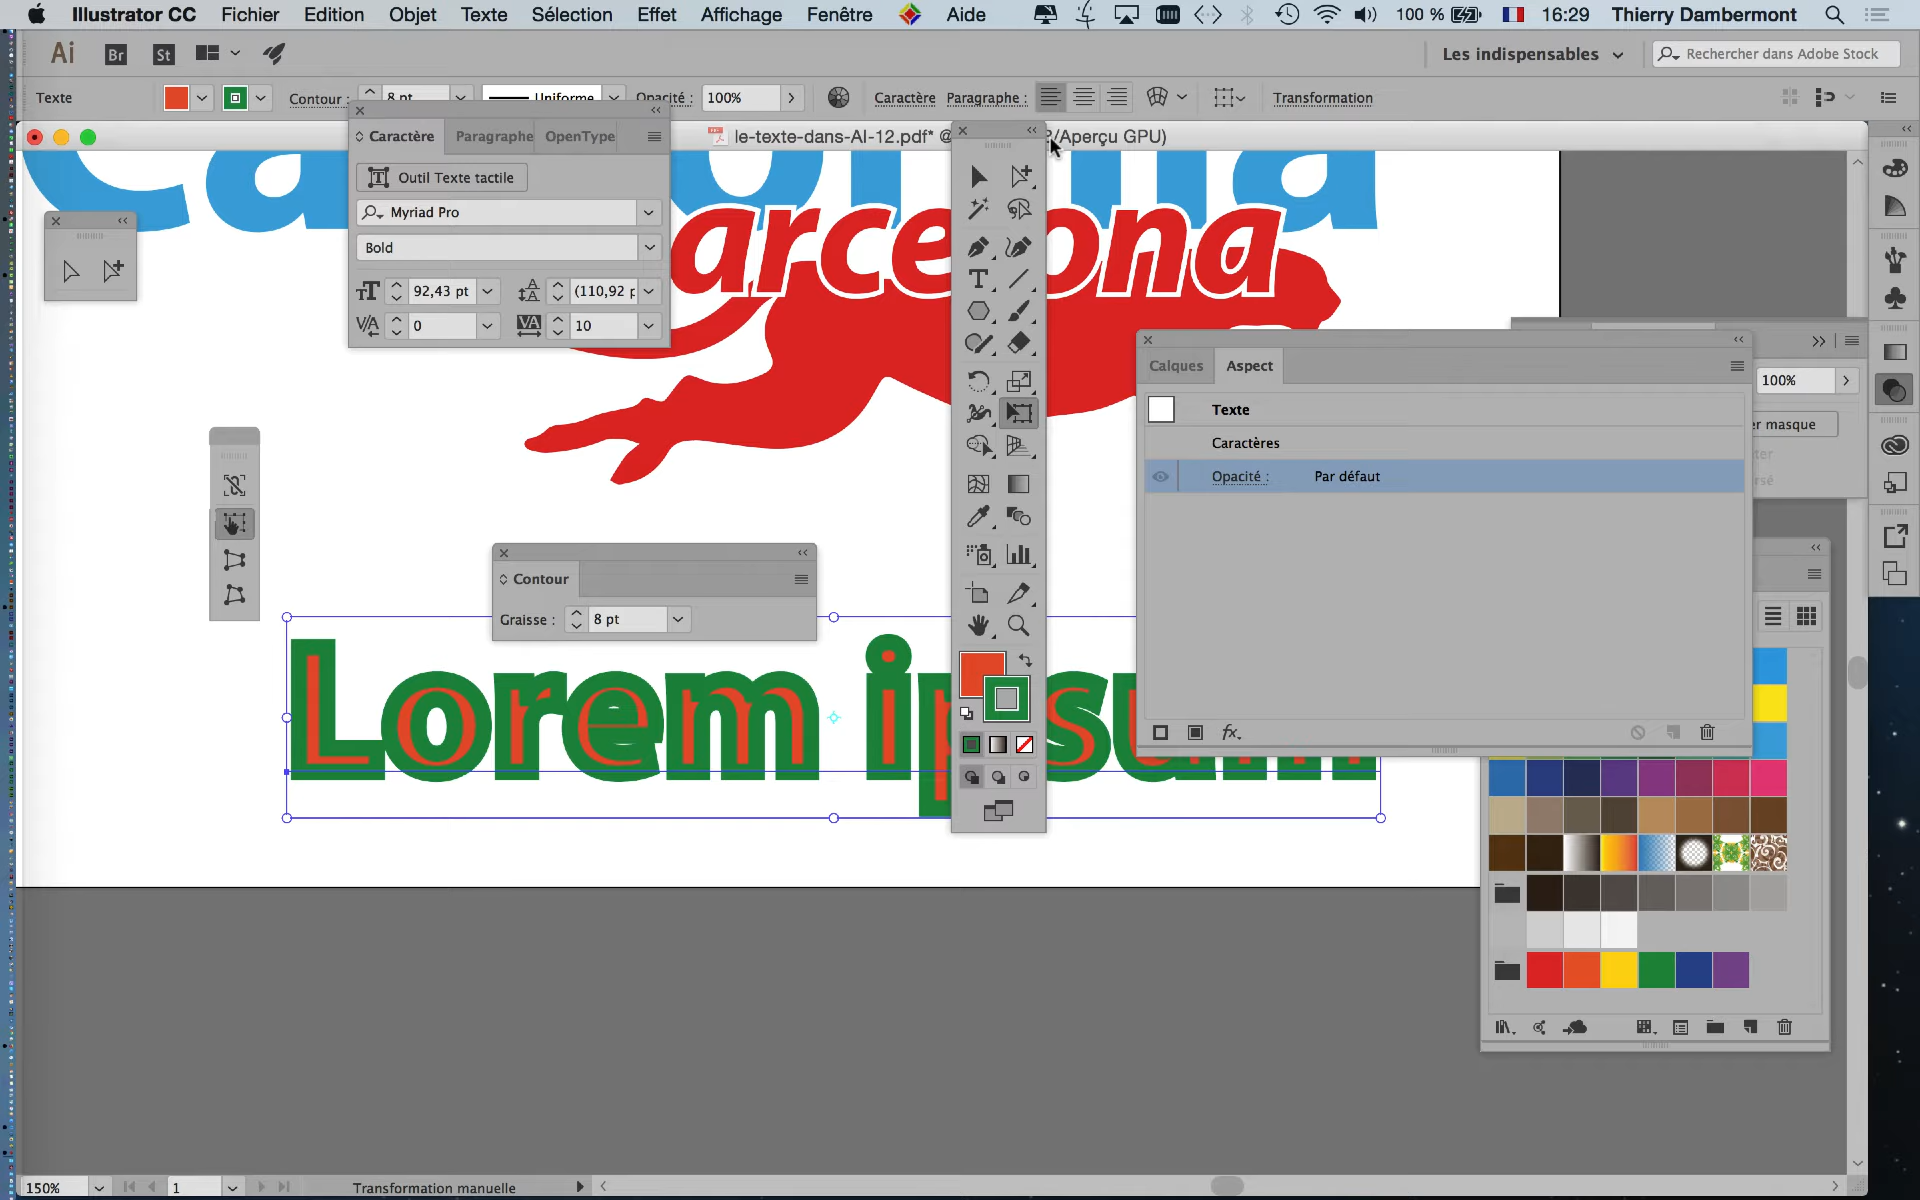 Illustrator CC Fichier Edition Objet Texte Sélection Effet Affichage Fenêtre Aide 100 % 16:29 Thierry Dambermont
Ai Br St Les indispensables Rechercher dans Adobe Stock
Texte Contour : 8 pt Uniforme Opacité : 100% Caractère Paragraphe : Transformation
le-texte-dans-AI-12.pdf* @ /Aperçu GPU)
Caractère Paragraphe OpenType
Outil Texte tactile
Myriad Pro
Bold
92,43 pt (110,92 p
0 10
arcelona
Calques Aspect
100%
Texte
er masque
Caractères
Opacité : Par défaut
Contour
Graisse : 8 pt
Lorem ipsum
fx.
150% 1 Transformation manuelle